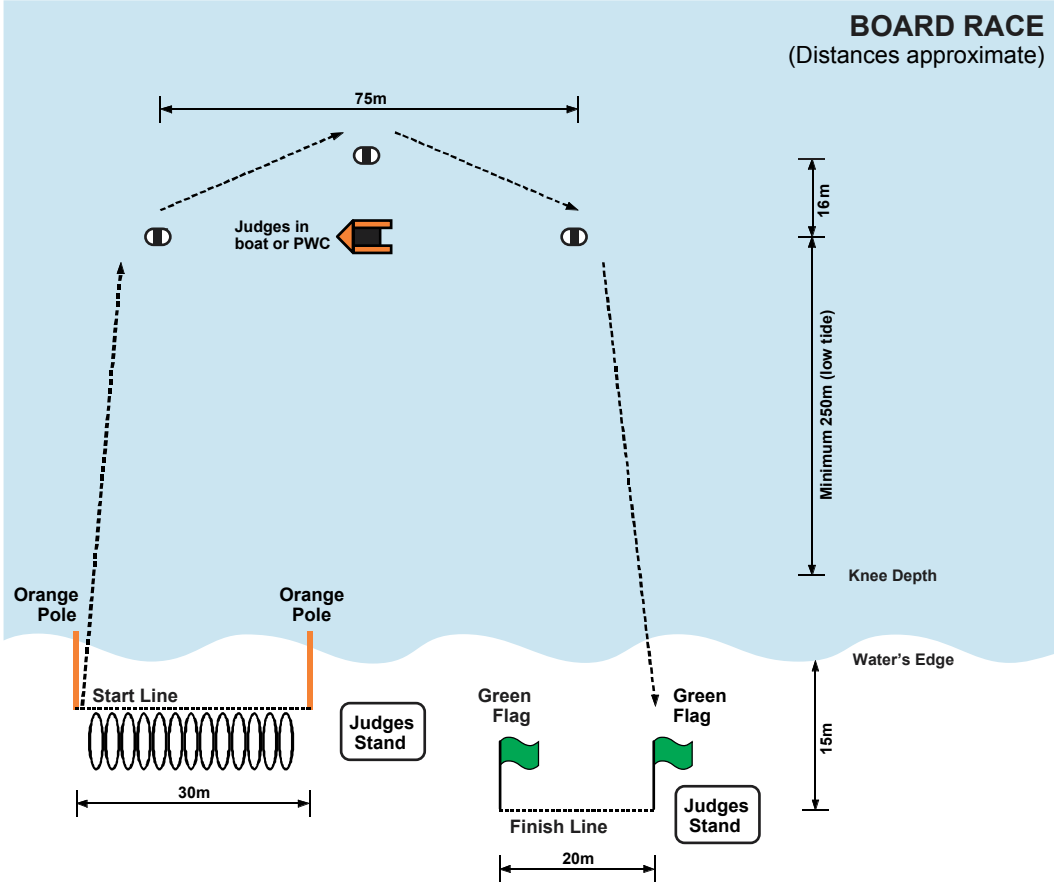 BOARD RACE
(Distances approximate)
75m
16m
Judges in
boat or PWC
Minimum 250m (low tide)
Knee Depth
Orange
Pole
Orange
Pole
Water's Edge
Start Line
Judges
Stand
Green
Flag
Green
Flag
15m
30m
Finish Line
Judges
Stand
20m